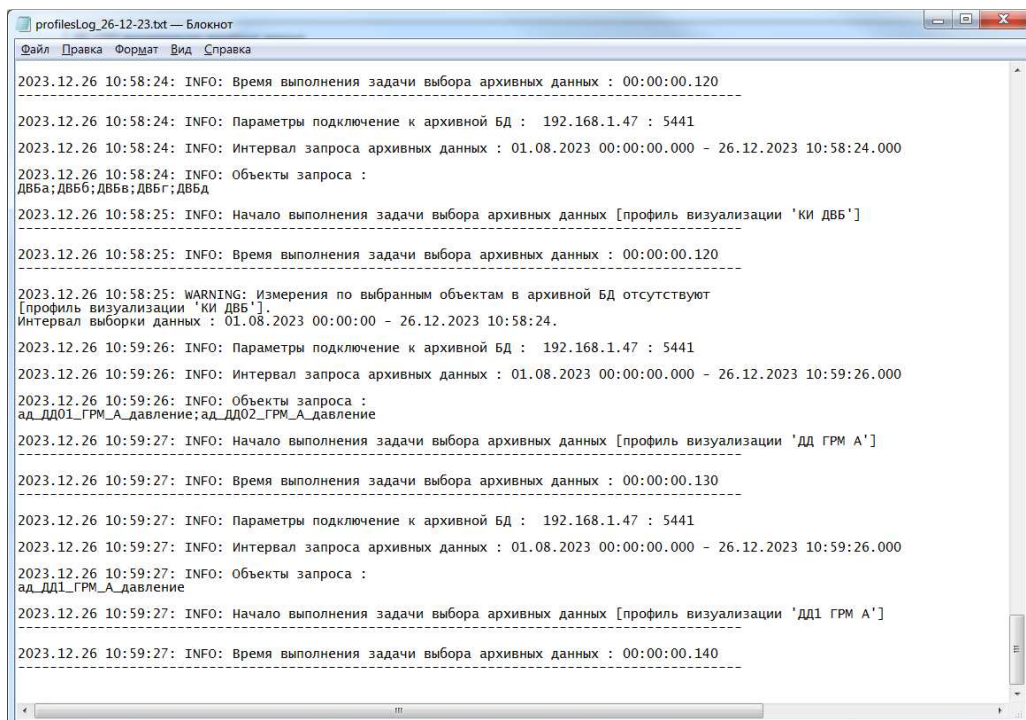 profilesLog_26-12-23.txt — Блокнот
Файл Правка Формат Вид Справка
2023.12.26 10:58:24: INFO: Время выполнения задачи выбора архивных данных : 00:00:00.120
------------------------------------------------------------------------------------------
2023.12.26 10:58:24: INFO: Параметры подключение к архивной БД :  192.168.1.47 : 5441
2023.12.26 10:58:24: INFO: Интервал запроса архивных данных : 01.08.2023 00:00:00.000 - 26.12.2023 10:58:24.000
2023.12.26 10:58:24: INFO: Объекты запроса :
ДВБа;ДВБб;ДВБв;ДВБг;ДВБд
2023.12.26 10:58:25: INFO: Начало выполнения задачи выбора архивных данных [профиль визуализации 'КИ ДВБ']
------------------------------------------------------------------------------------------
2023.12.26 10:58:25: INFO: Время выполнения задачи выбора архивных данных : 00:00:00.120
------------------------------------------------------------------------------------------
2023.12.26 10:58:25: WARNING: Измерения по выбранным объектам в архивной БД отсутствуют
[профиль визуализации 'КИ ДВБ'].
Интервал выборки данных : 01.08.2023 00:00:00 - 26.12.2023 10:58:24.
2023.12.26 10:59:26: INFO: Параметры подключение к архивной БД :  192.168.1.47 : 5441
2023.12.26 10:59:26: INFO: Интервал запроса архивных данных : 01.08.2023 00:00:00.000 - 26.12.2023 10:59:26.000
2023.12.26 10:59:26: INFO: Объекты запроса :
ад_ДД01_ГРМ_А_давление;ад_ДД02_ГРМ_А_давление
2023.12.26 10:59:27: INFO: Начало выполнения задачи выбора архивных данных [профиль визуализации 'ДД ГРМ А']
------------------------------------------------------------------------------------------
2023.12.26 10:59:27: INFO: Время выполнения задачи выбора архивных данных : 00:00:00.130
------------------------------------------------------------------------------------------
2023.12.26 10:59:27: INFO: Параметры подключение к архивной БД :  192.168.1.47 : 5441
2023.12.26 10:59:27: INFO: Интервал запроса архивных данных : 01.08.2023 00:00:00.000 - 26.12.2023 10:59:26.000
2023.12.26 10:59:27: INFO: Объекты запроса :
ад_ДД1_ГРМ_А_давление
2023.12.26 10:59:27: INFO: Начало выполнения задачи выбора архивных данных [профиль визуализации 'ДД1 ГРМ А']
------------------------------------------------------------------------------------------
2023.12.26 10:59:27: INFO: Время выполнения задачи выбора архивных данных : 00:00:00.140
------------------------------------------------------------------------------------------